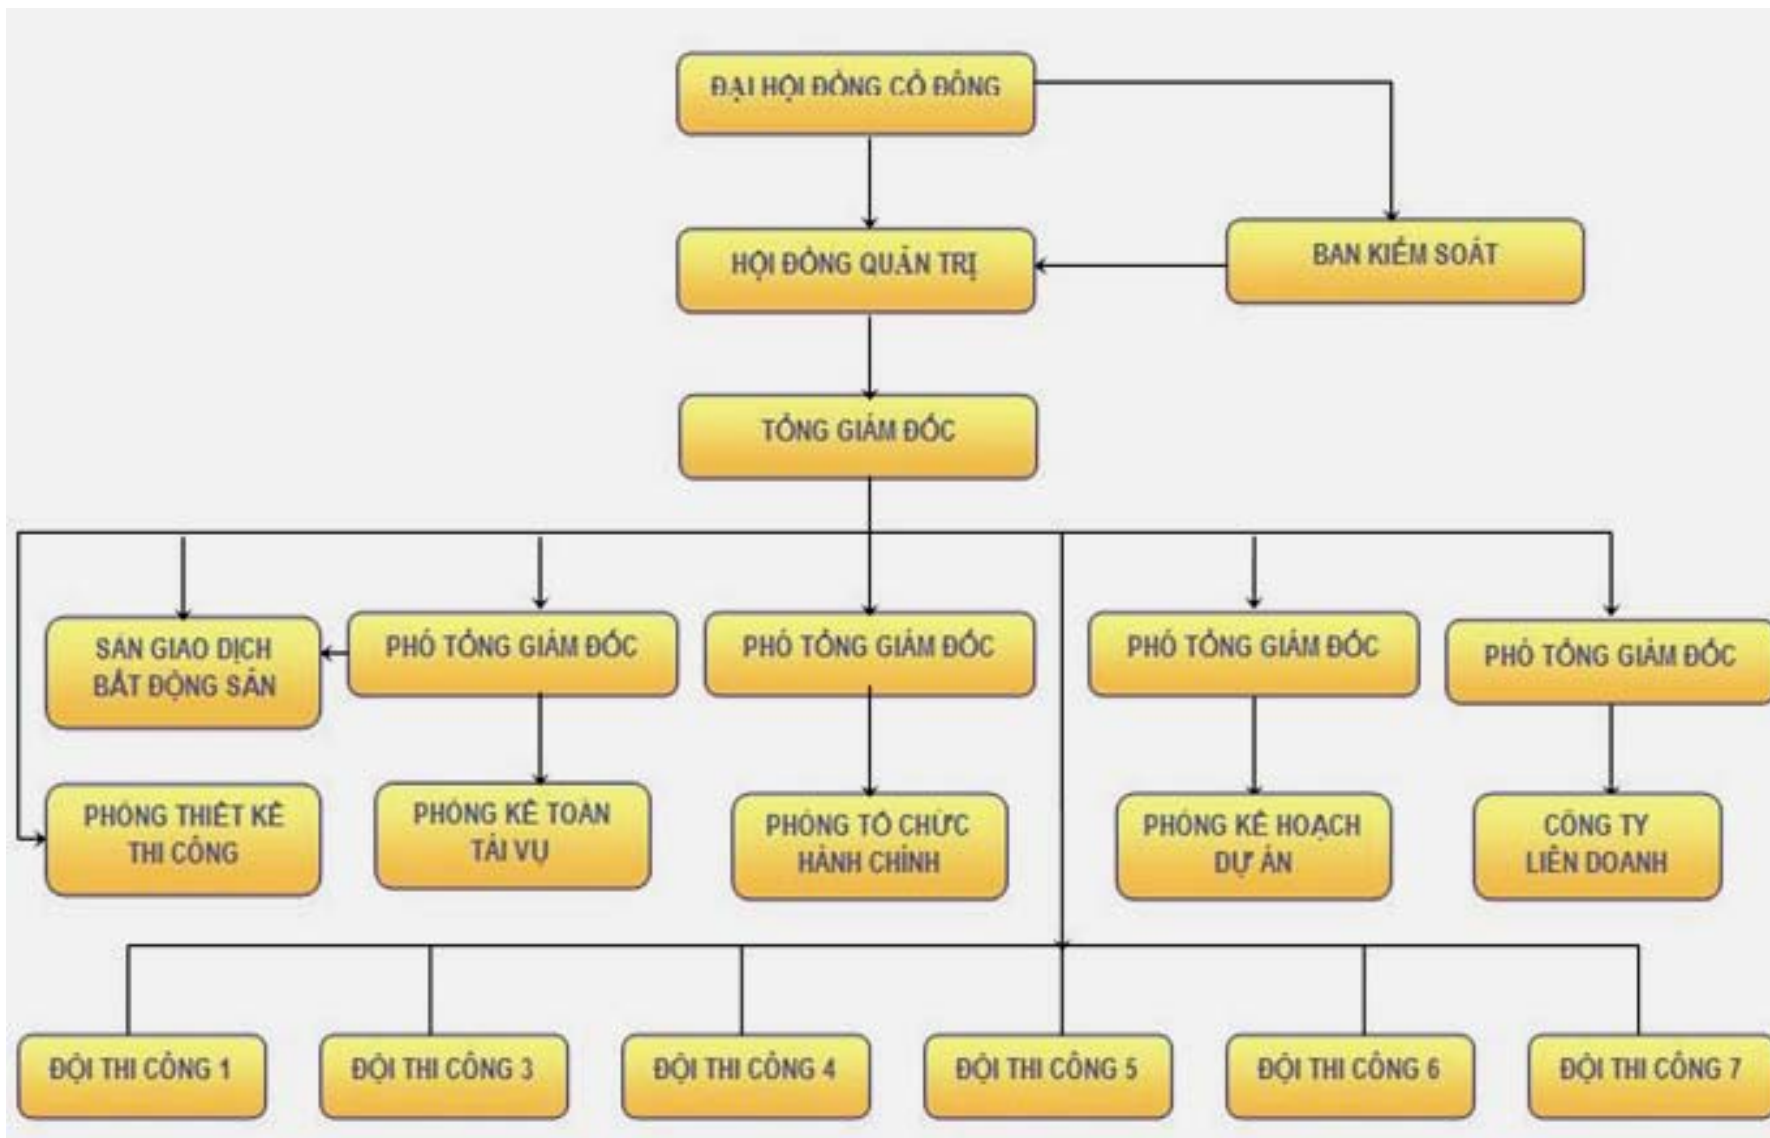 ĐẠI HỘI ĐỒNG CỔ ĐÔNG
HỘI ĐỒNG QUẢN TRỊ
BAN KIỂM SOÁT
TỔNG GIÁM ĐỐC
SÀN GIAO DỊCH
BẤT ĐỘNG SẢN
PHÓ TỔNG GIÁM ĐỐC
PHÓ TỔNG GIÁM ĐỐC
PHÓ TỔNG GIÁM ĐỐC
PHÓ TỔNG GIÁM ĐỐC
PHÒNG THIẾT KẾ
THI CÔNG
PHÒNG KẾ TOÁN
TÀI VỤ
PHÒNG TỔ CHỨC
HÀNH CHÍNH
PHÒNG KẾ HOẠCH
DỰ ÁN
CÔNG TY
LIÊN DOANH
ĐỘI THI CÔNG 1
ĐỘI THI CÔNG 3
ĐỘI THI CÔNG 4
ĐỘI THI CÔNG 5
ĐỘI THI CÔNG 6
ĐỘI THI CÔNG 7